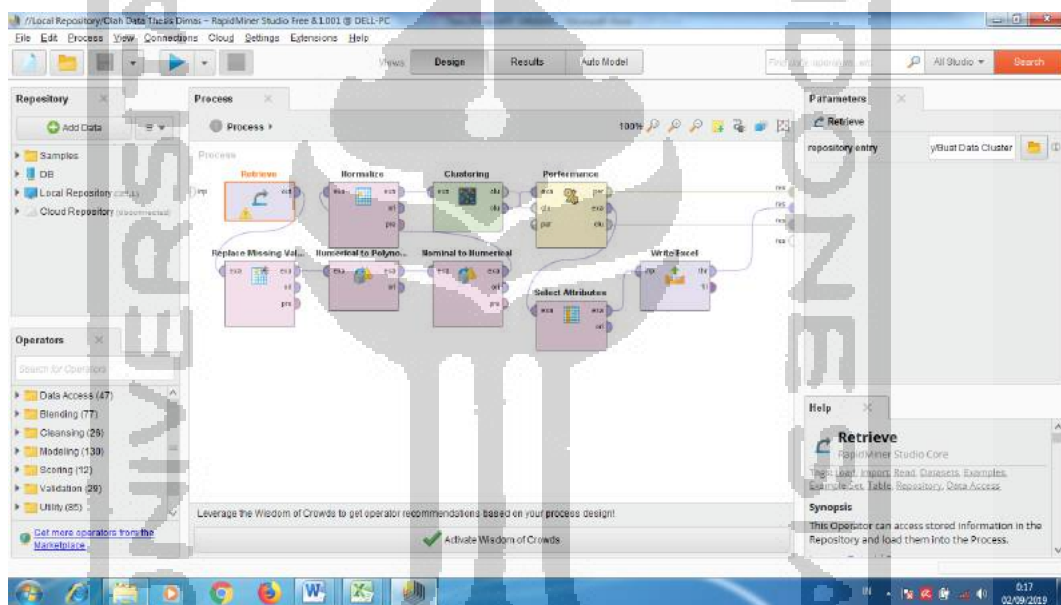 //Local Repository/Olah Data Thesis Dimas – RapidMiner Studio Free 8.1.001 @ DELL-PC
File Edit Process View Connections Cloud Settings Extensions Help
Views: Design Results Auto Model
All Studio
Search
Repository
Add Data
Samples
DB
Local Repository
Cloud Repository (disconnected)
Operators
Search for Operators
Data Access (47)
Blending (77)
Cleansing (26)
Modeling (130)
Scoring (12)
Validation (29)
Utility (85)
Get more operators from the
Marketplace
Process
Process
100%
Process
inp
Retrieve
out
Normalize
exa exa
ori
pre
Clustering
exa clu
clu
Performance
exa per
clu exa
per clu
res
res
res
res
Replace Missing Val...
exa exa
ori
pre
Numerical to Polyno...
exa exa
ori
Nominal to Numerical
exa exa
ori
pre
Select Attributes
exa exa
ori
Write Excel
inp thr
fil
Leverage the Wisdom of Crowds to get operator recommendations based on your process design!
Activate Wisdom of Crowds
Parameters
Retrieve
repository entry
y/Buat Data Cluster
Help
Retrieve
RapidMiner Studio Core
Tags: Load, Import, Read, Datasets, Examples,
Example Set, Table, Repository, Data Access
Synopsis
This Operator can access stored information in the
Repository and load them into the Process.
IN
0:17
02/09/2019